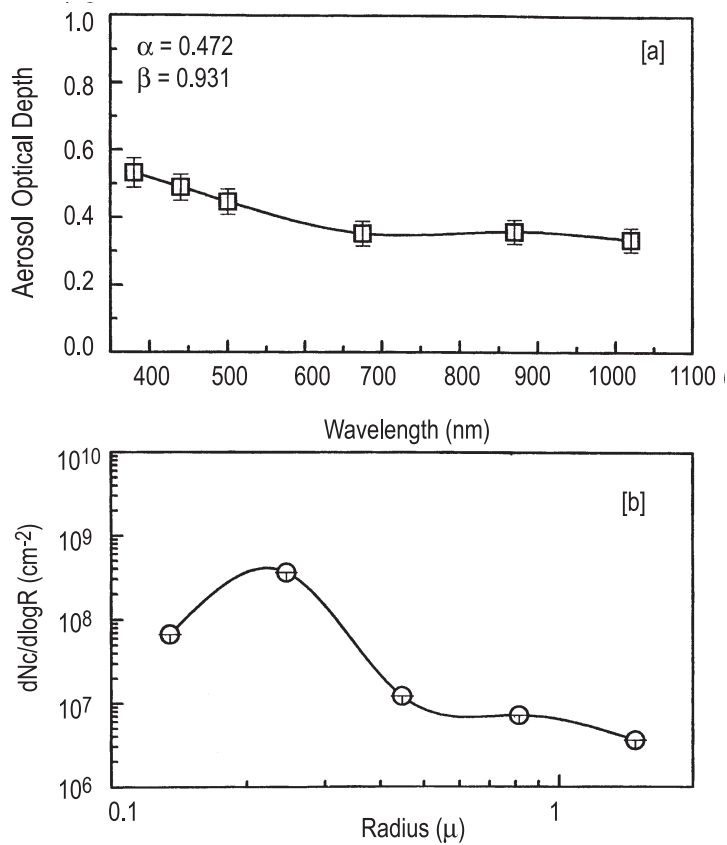 1.0
α = 0.472
[a]
β = 0.931
0.8
0.6
0.4
0.2
0.0
Aerosol Optical Depth
400 500 600 700 800 900 1000 1100
Wavelength (nm)
10^10
[b]
10^9
10^8
10^7
10^6
dNc/dlogR (cm-2)
0.1 1
Radius (μ)